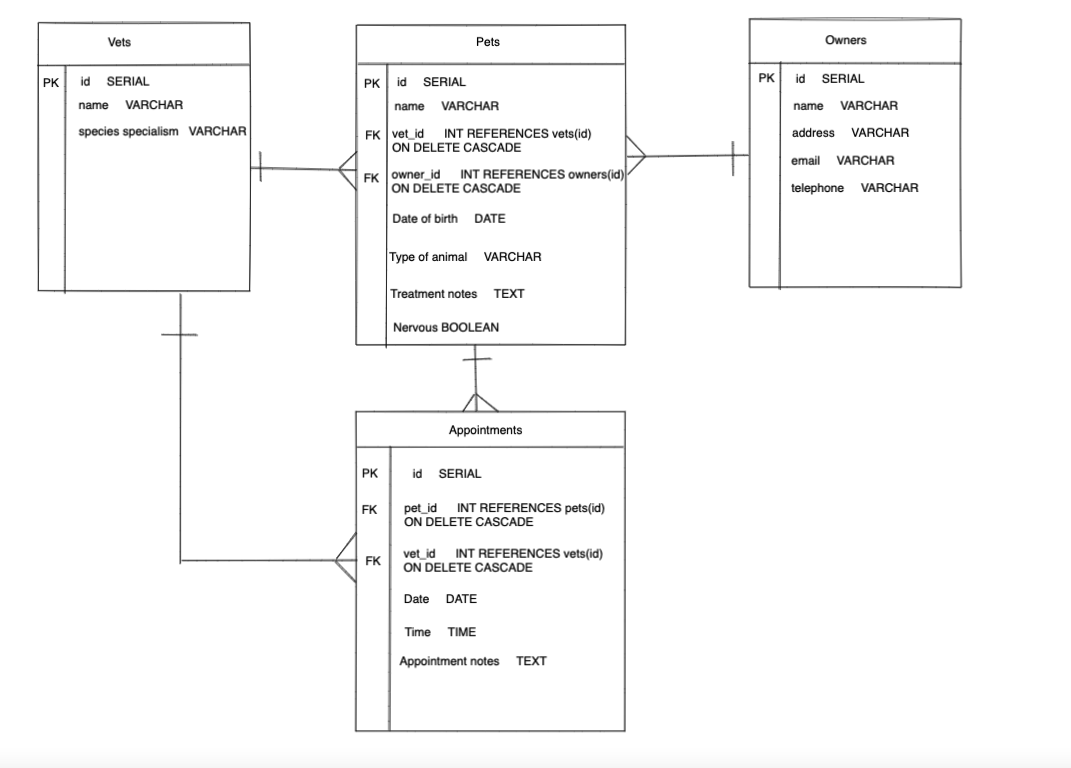 Vets
PK id SERIAL
name VARCHAR
species specialism VARCHAR
Pets
PK id SERIAL
name VARCHAR
FK vet_id INT REFERENCES vets(id)
ON DELETE CASCADE
FK owner_id INT REFERENCES owners(id)
ON DELETE CASCADE
Date of birth DATE
Type of animal VARCHAR
Treatment notes TEXT
Nervous BOOLEAN
Owners
PK id SERIAL
name VARCHAR
address VARCHAR
email VARCHAR
telephone VARCHAR
Appointments
PK id SERIAL
FK pet_id INT REFERENCES pets(id)
ON DELETE CASCADE
FK vet_id INT REFERENCES vets(id)
ON DELETE CASCADE
Date DATE
Time TIME
Appointment notes TEXT